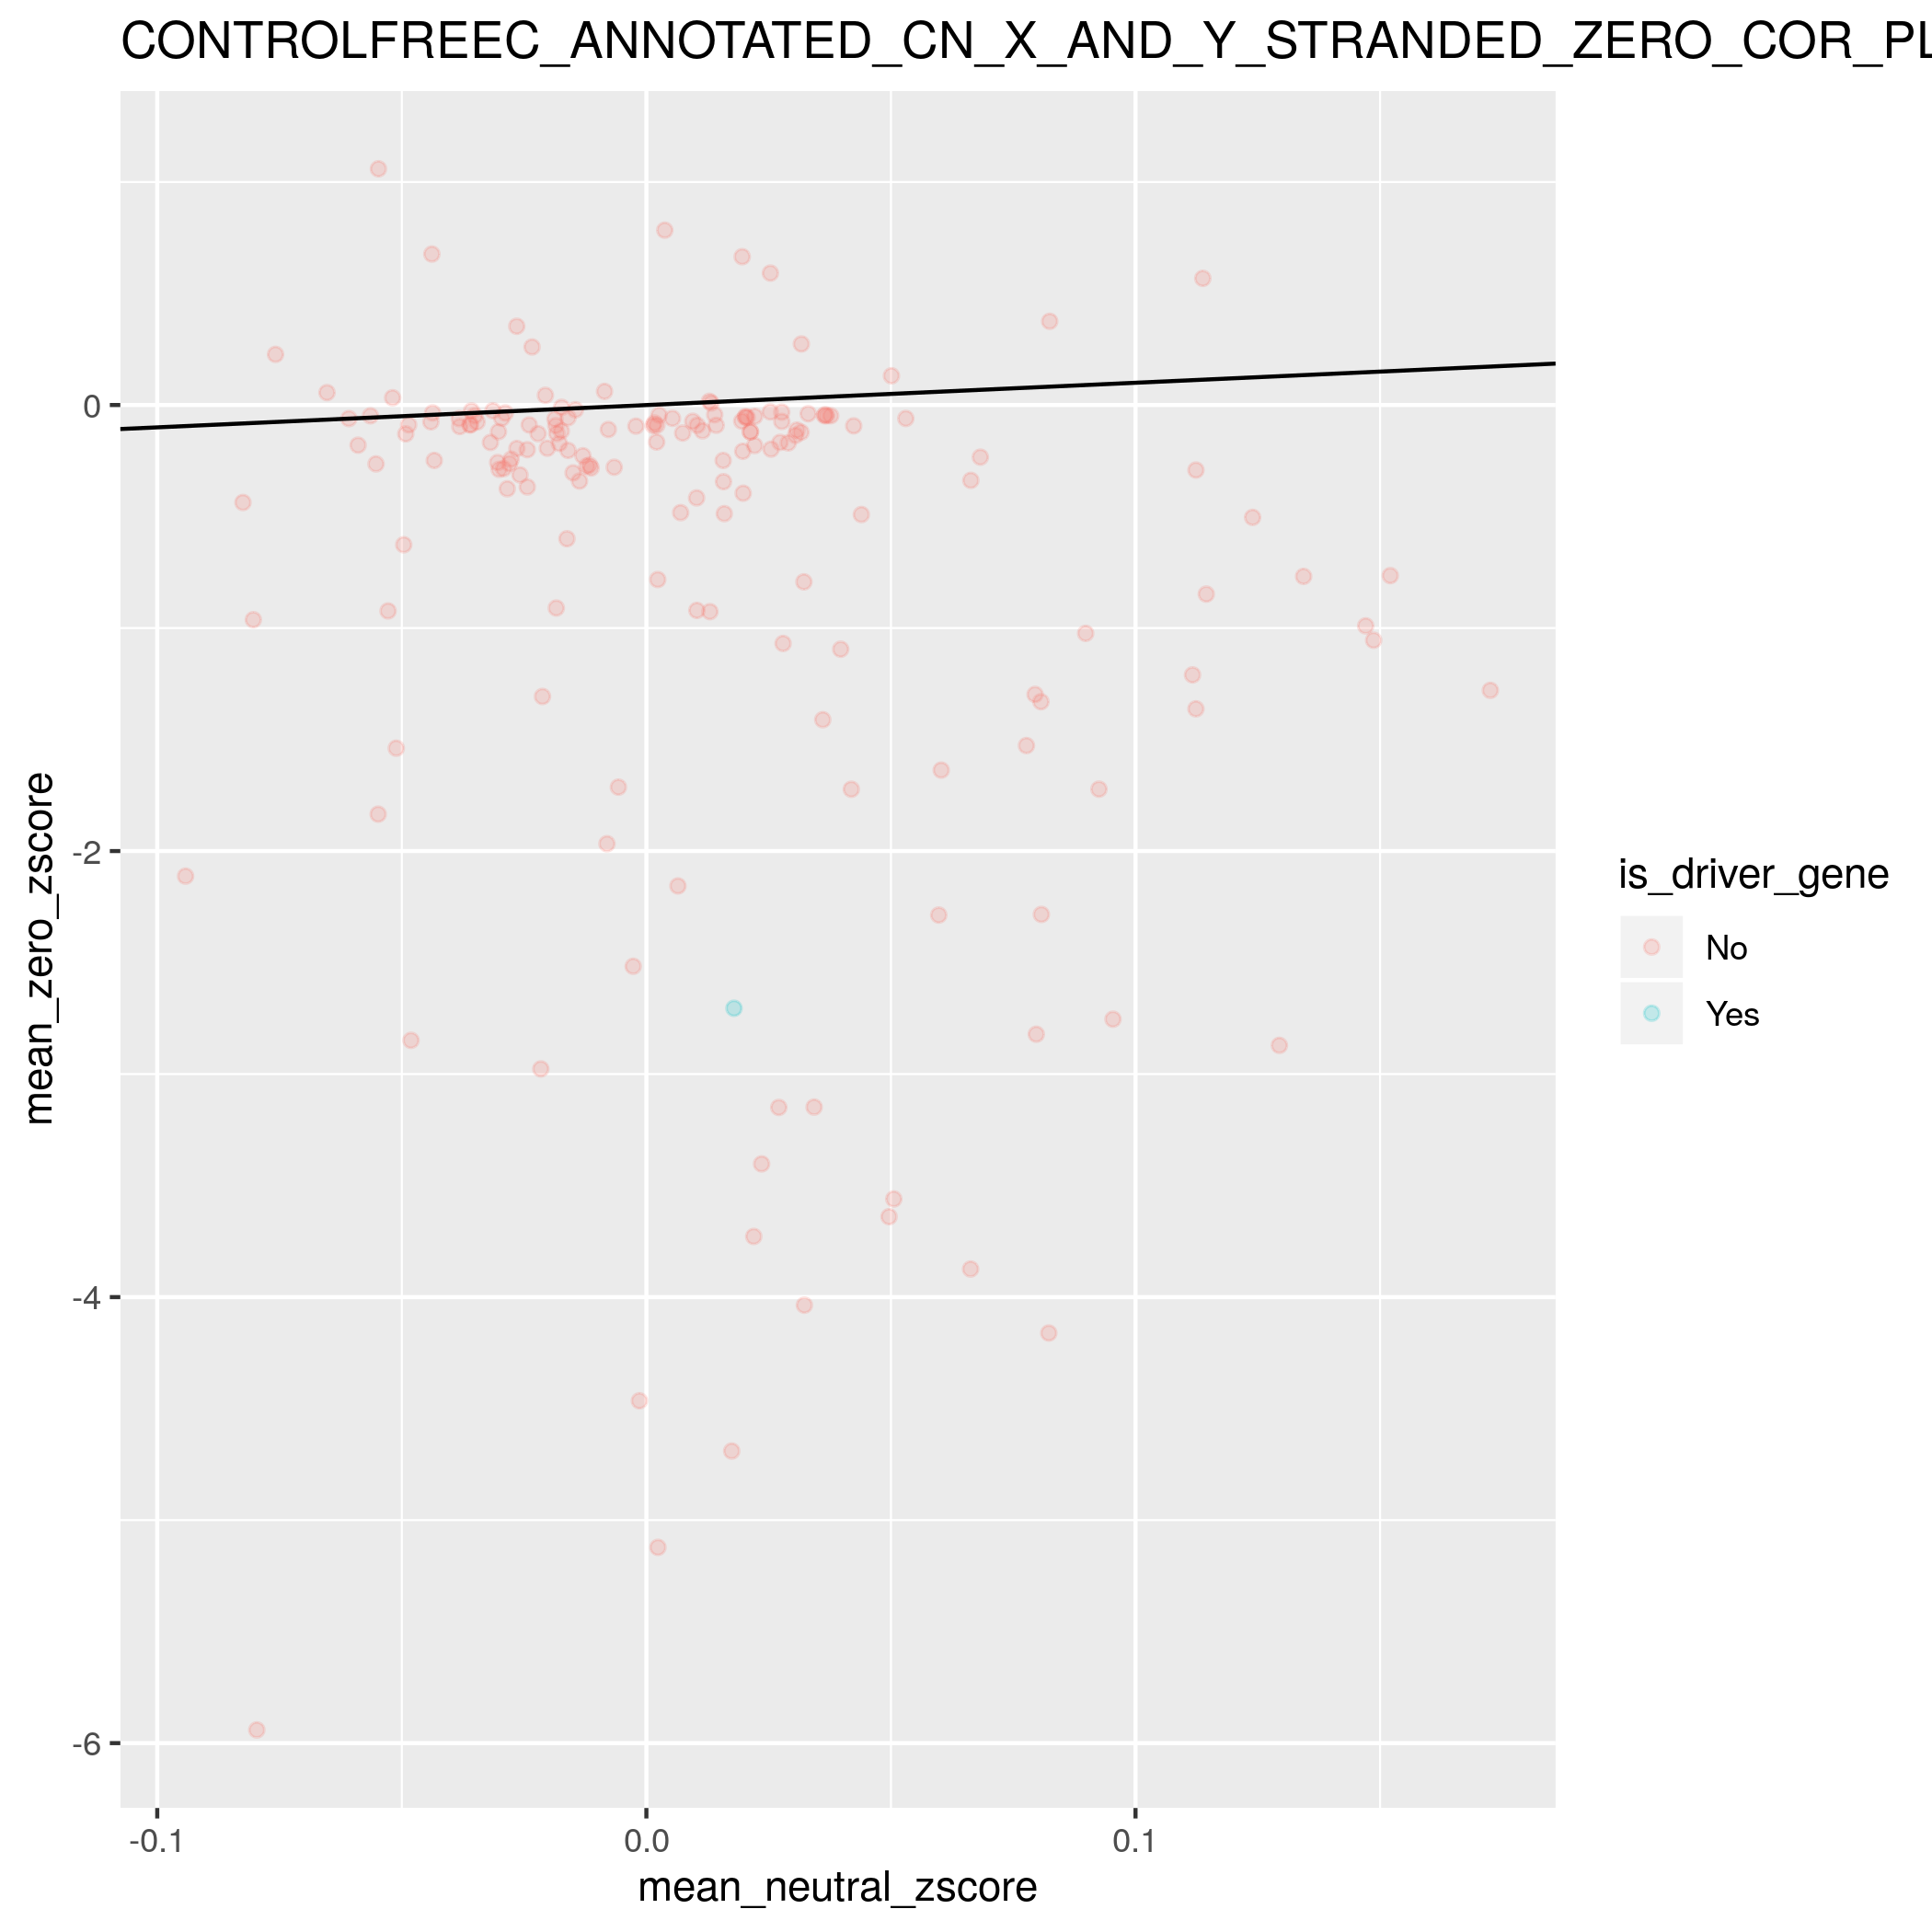 CONTROLFREEC_ANNOTATED_CN_X_AND_Y_STRANDED_ZERO_COR_PL
0
-2
-4
-6
mean_zero_zscore
-0.1
0.0
0.1
mean_neutral_zscore
is_driver_gene
No
Yes